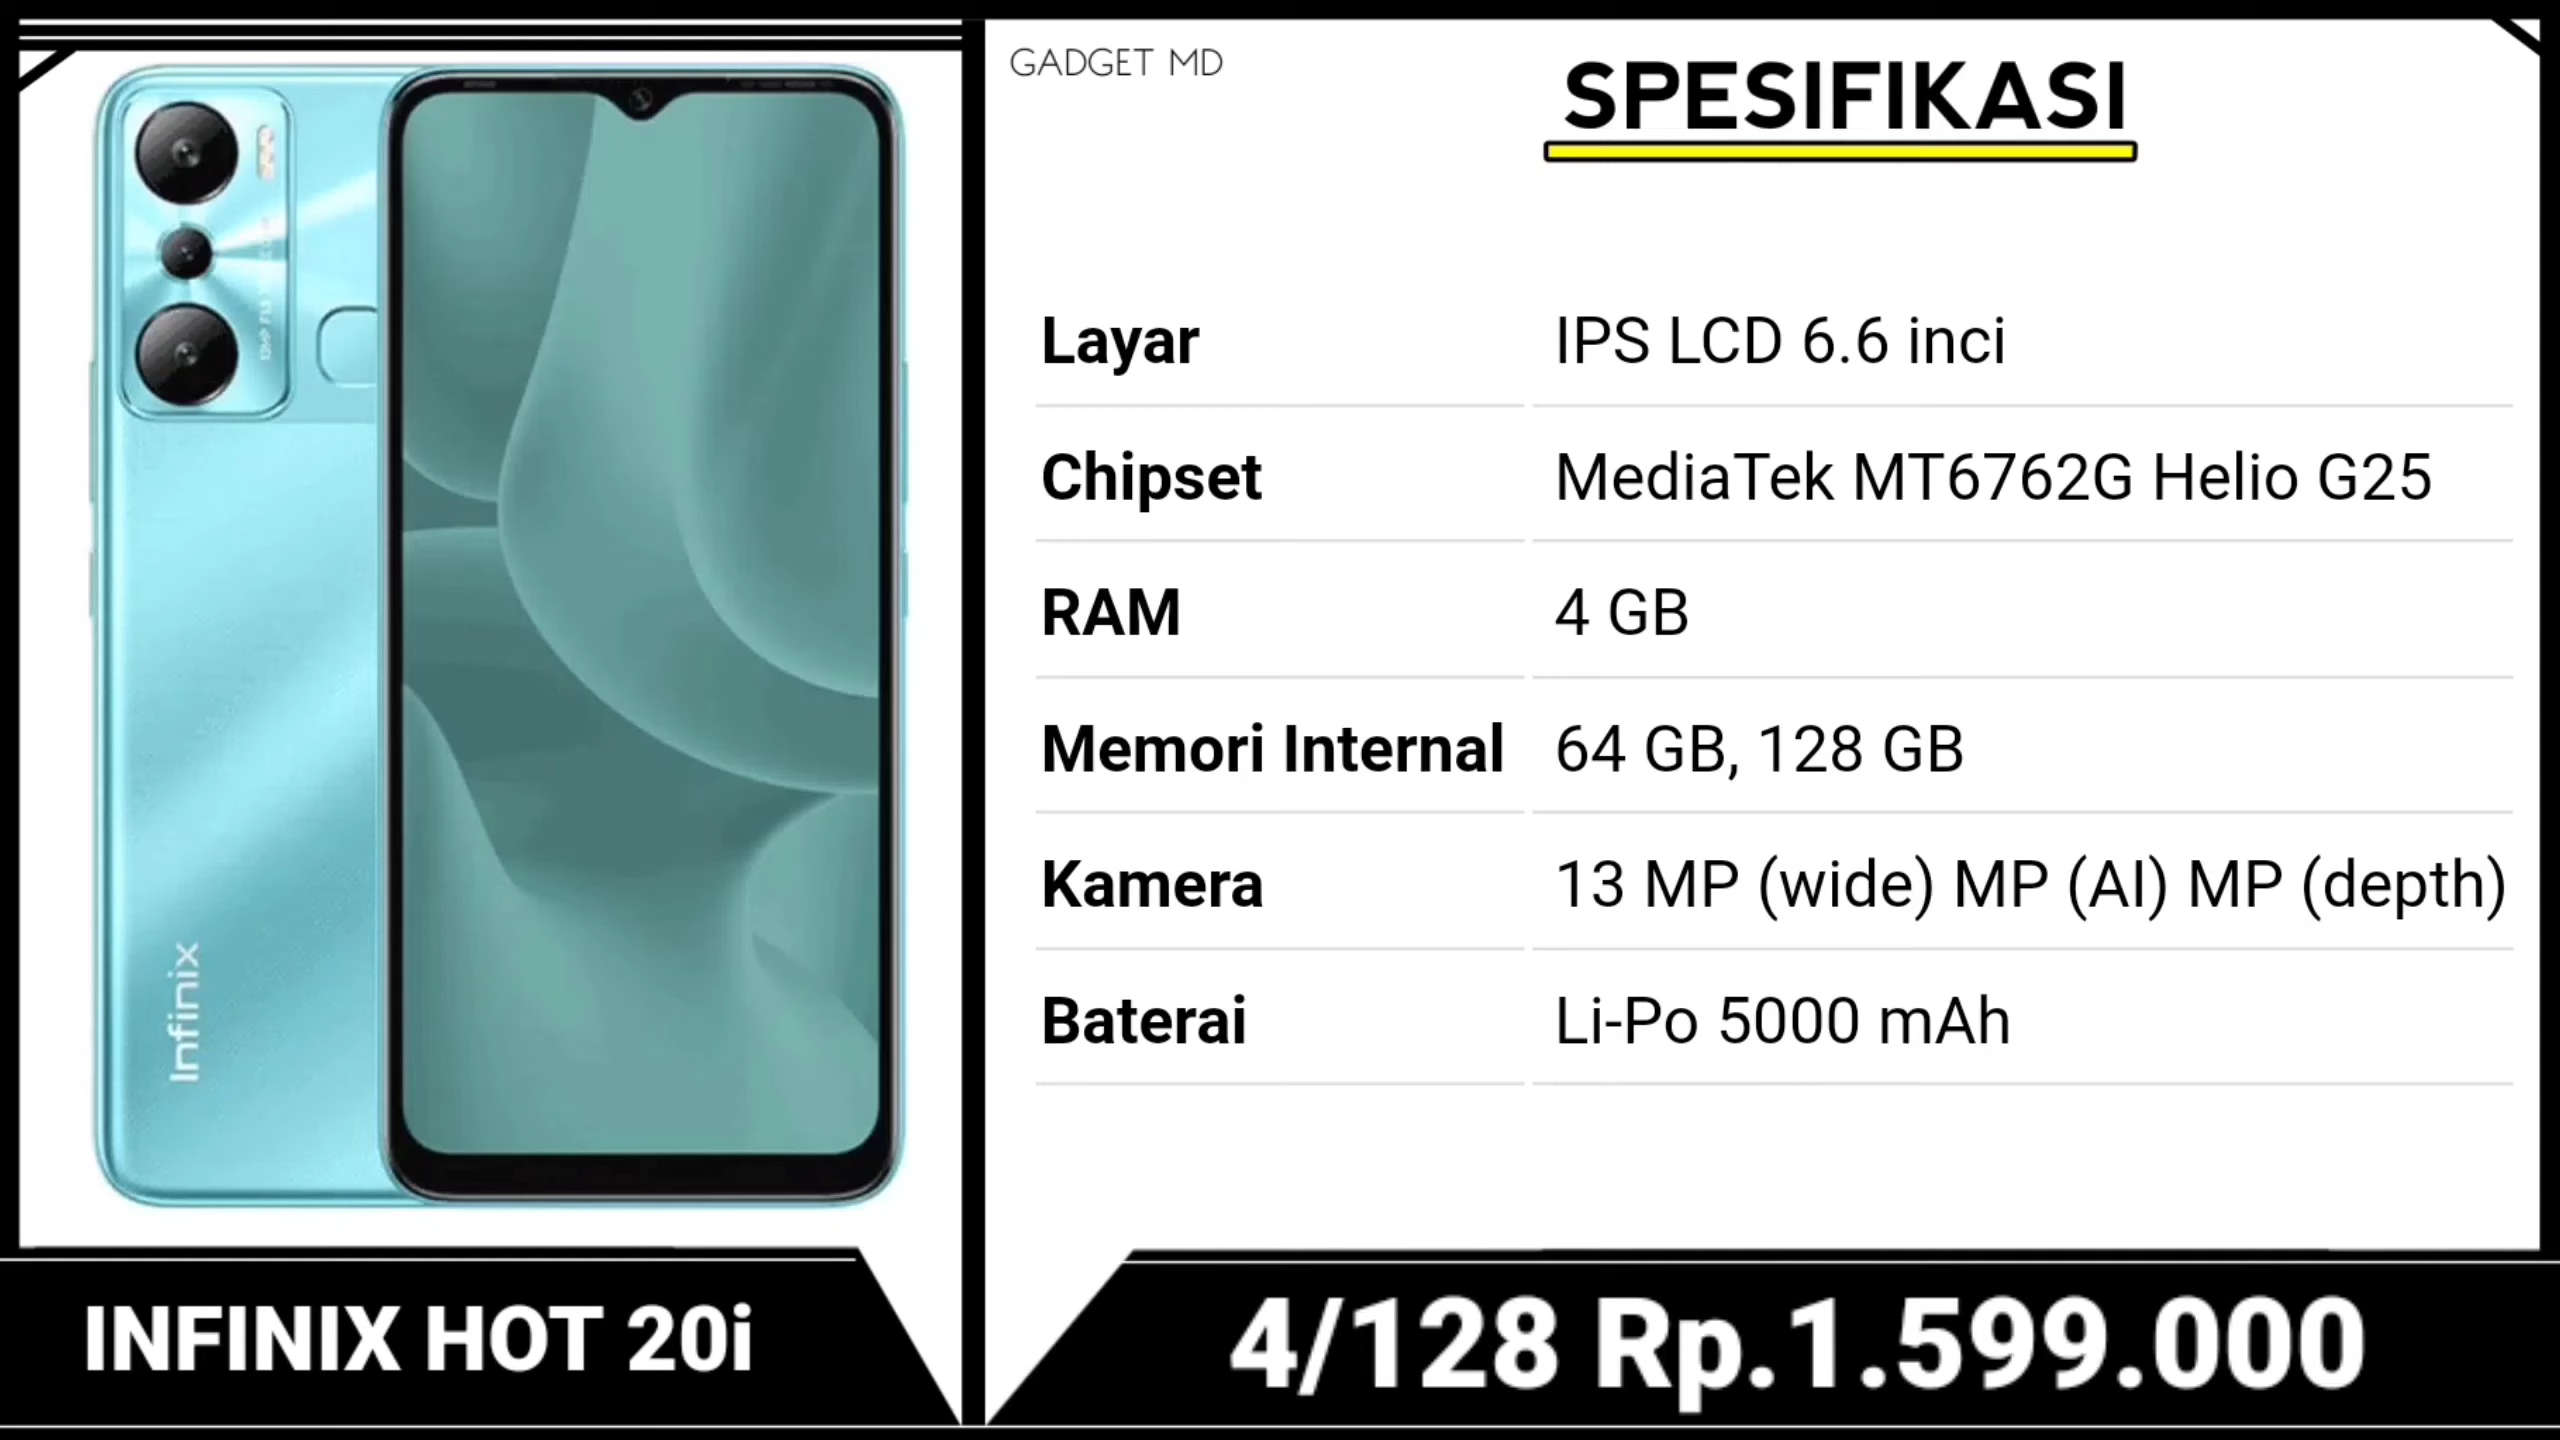 GADGET MD
SPESIFIKASI
Layar IPS LCD 6.6 inci
Chipset MediaTek MT6762G Helio G25
RAM 4 GB
Memori Internal 64 GB, 128 GB
Kamera 13 MP (wide) MP (AI) MP (depth)
Baterai Li-Po 5000 mAh
Infinix
INFINIX HOT 20i
4/128 Rp.1.599.000